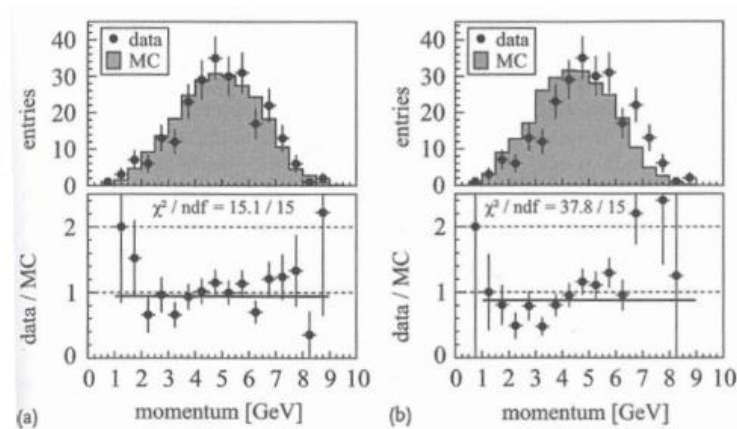 40
30
20
10
0
entries
data
MC
40
30
20
10
0
entries
data
MC
2
1
0
data / MC
χ² / ndf = 15.1 / 15
2
1
0
data / MC
χ² / ndf = 37.8 / 15
0 1 2 3 4 5 6 7 8 9 10
0 1 2 3 4 5 6 7 8 9 10
(a)
momentum [GeV]
(b)
momentum [GeV]